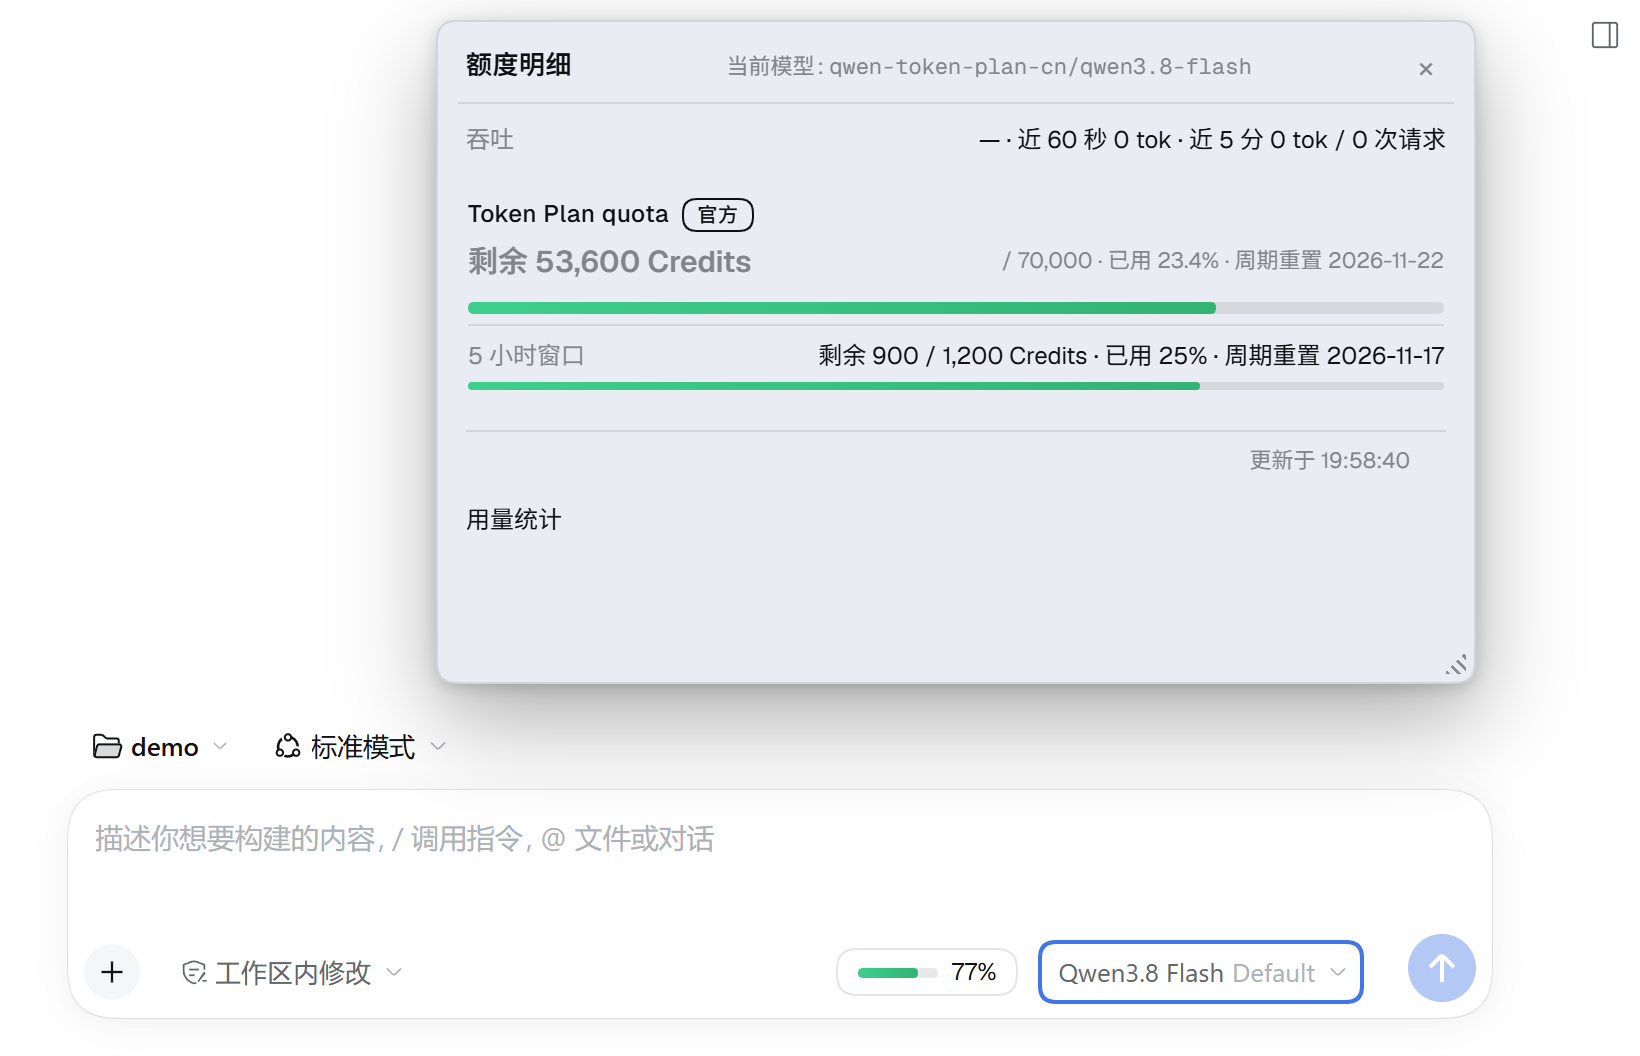 额度明细 当前模型: qwen-token-plan-cn/qwen3.8-flash ×
吞吐 — · 近 60 秒 0 tok · 近 5 分 0 tok / 0 次请求
Token Plan quota 官方
剩余 53,600 Credits / 70,000 · 已用 23.4% · 周期重置 2026-11-22
5 小时窗口 剩余 900 / 1,200 Credits · 已用 25% · 周期重置 2026-11-17
更新于 19:58:40
用量统计
demo 标准模式
描述你想要构建的内容, / 调用指令, @ 文件或对话
工作区内修改 77% Qwen3.8 Flash Default